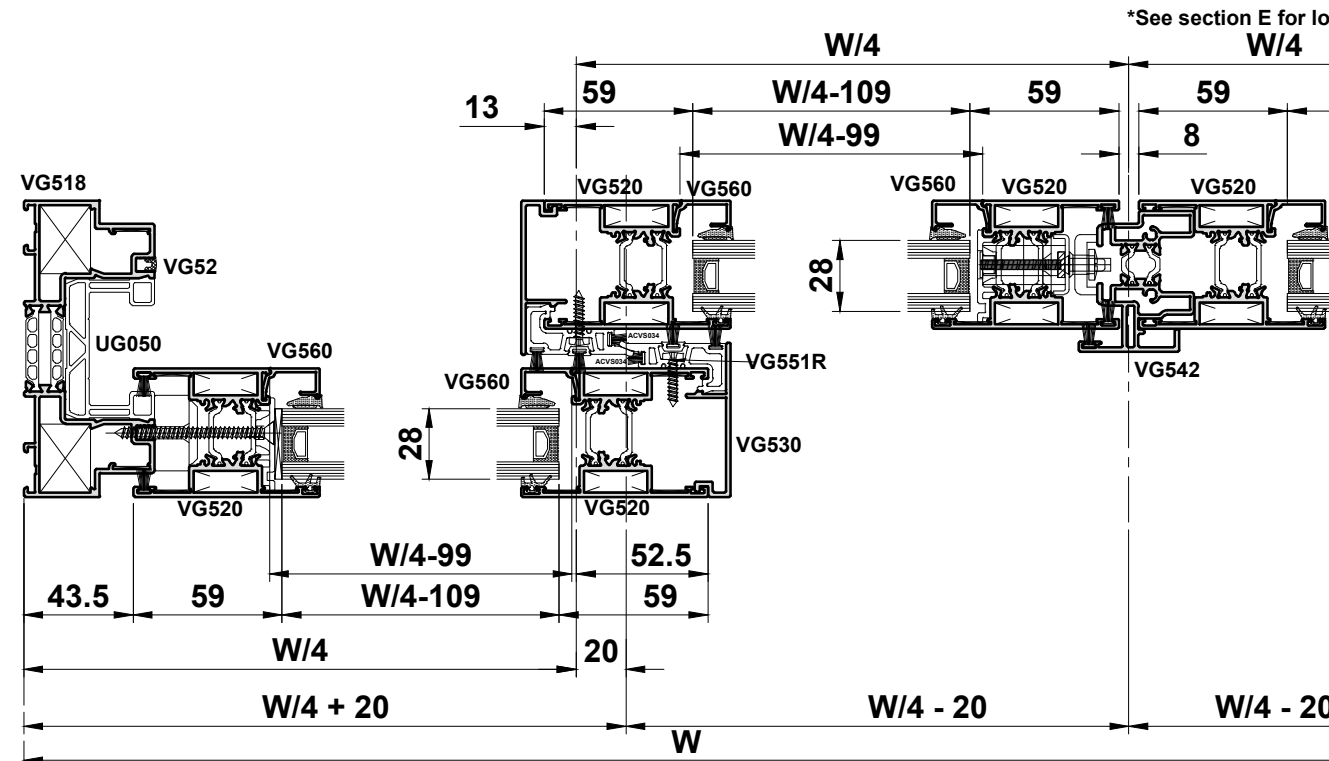 *See section E for lo
W/4
W/4
59
W/4-109
59
59
13
W/4-99
8
VG518
VG520
VG560
VG560
VG520
VG520
VG52
28
UG050
VG560
ACVS034
ACVS034
VG551R
VG560
VG542
28
VG530
VG520
VG520
W/4-99
52.5
43.5
59
W/4-109
59
W/4
20
W/4 + 20
W/4 - 20
W/4 - 20
W